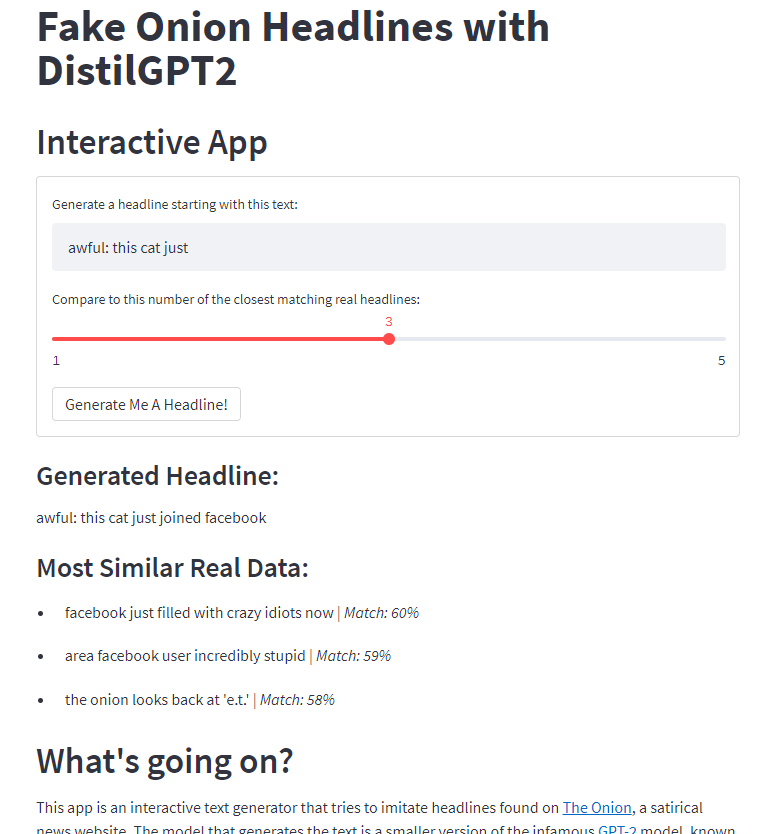 Fake Onion Headlines with
DistilGPT2
Interactive App
Generate a headline starting with this text:
awful: this cat just
Compare to this number of the closest matching real headlines:
3
1 5
Generate Me A Headline!
Generated Headline:
awful: this cat just joined facebook
Most Similar Real Data:
• facebook just filled with crazy idiots now | Match: 60%
• area facebook user incredibly stupid | Match: 59%
• the onion looks back at 'e.t.' | Match: 58%
What's going on?
This app is an interactive text generator that tries to imitate headlines found on The Onion, a satirical
news website. The model that generates the text is a smaller version of the infamous GPT-2 model, known